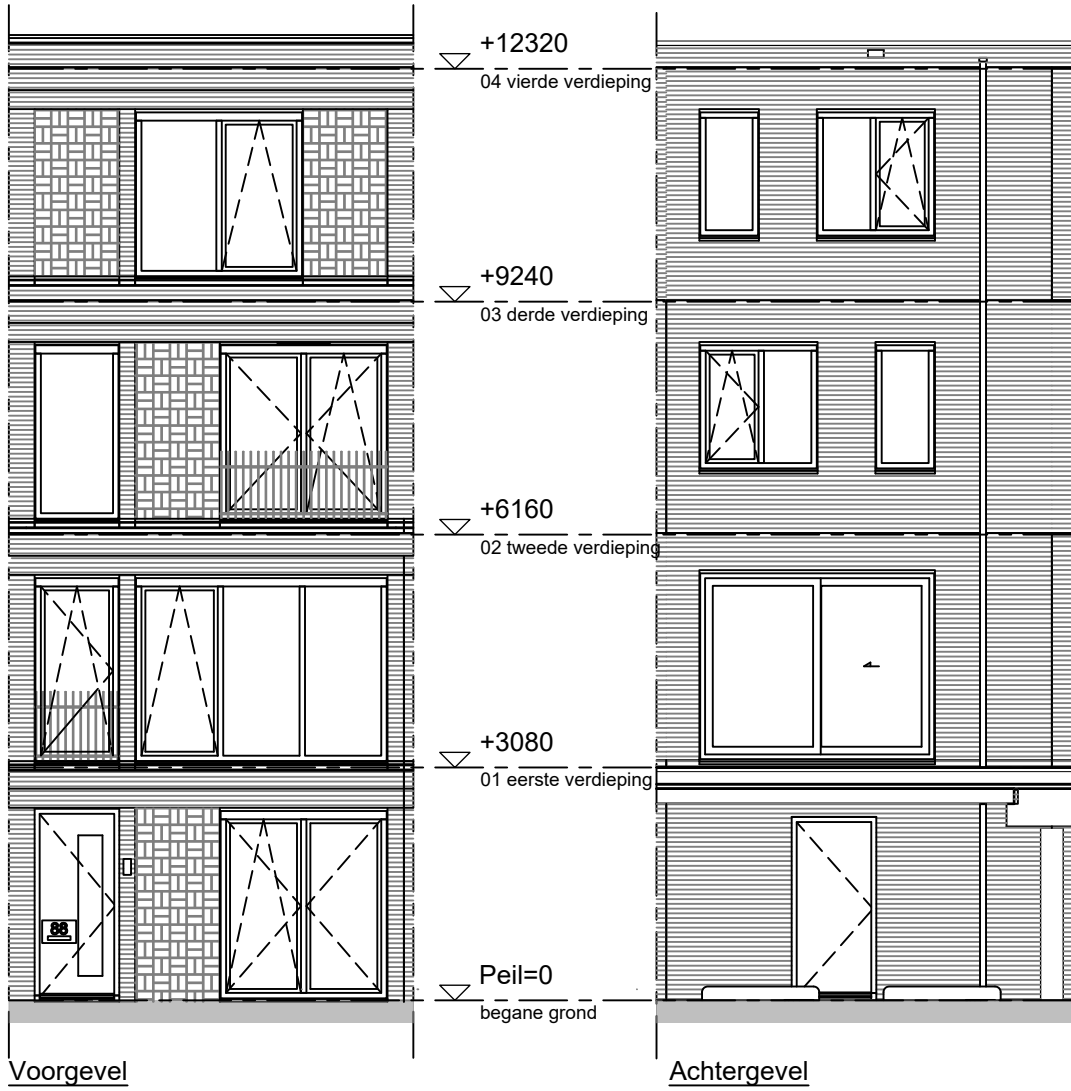 +12320
04 vierde verdieping
+9240
03 derde verdieping
+6160
02 tweede verdieping
+3080
01 eerste verdieping
88
Peil=0
begane grond
Voorgevel
Achtergevel